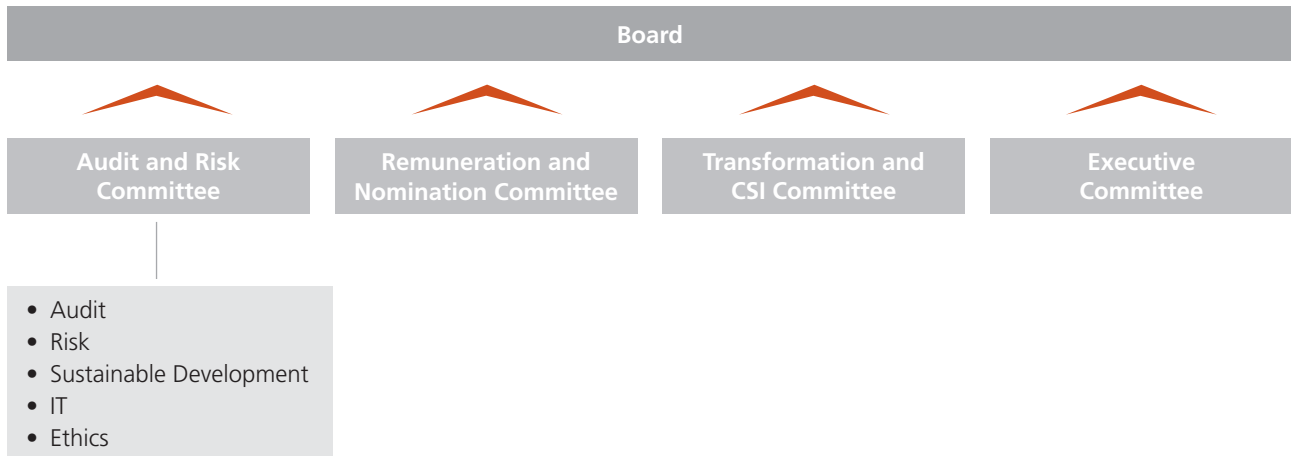 Board
Audit and Risk
Committee
Remuneration and
Nomination Committee
Transformation and
CSI Committee
Executive
Committee
• Audit
• Risk
• Sustainable Development
• IT
• Ethics